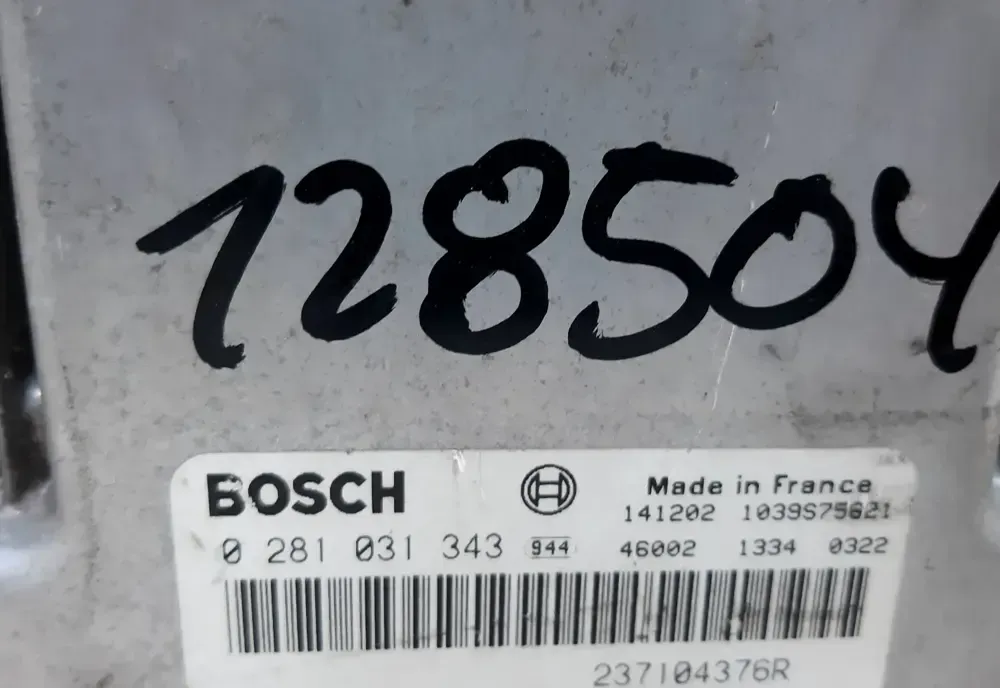 128504
BOSCH
Made in France
141202 1039S75621
0 281 031 343 944 46002 1334 0322
237104376R